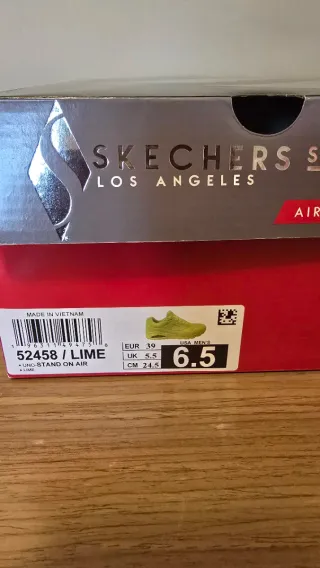 SKECHERS S
LOS ANGELES
AIR
MADE IN VIETNAM
52458 / LIME
• UNO-STAND ON AIR
• LIME
EUR 39
UK 5.5
CM 24.5
USA MEN'S
6.5